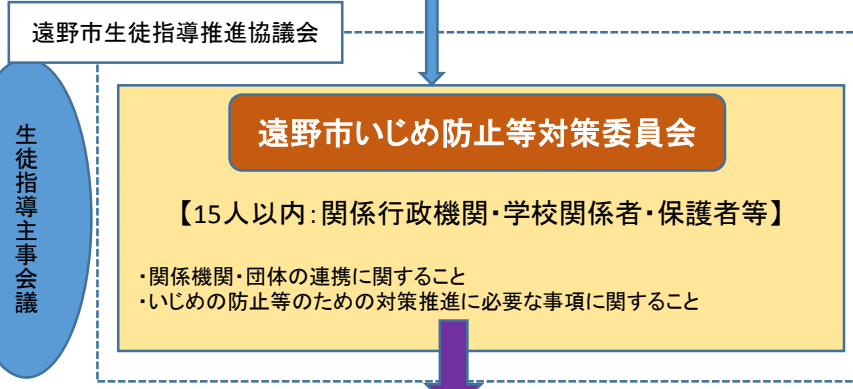 遠野市生徒指導推進協議会
生徒指導主事会議
遠野市いじめ防止等対策委員会
【15人以内:関係行政機関・学校関係者・保護者等】
・関係機関・団体の連携に関すること
・いじめの防止等のための対策推進に必要な事項に関すること